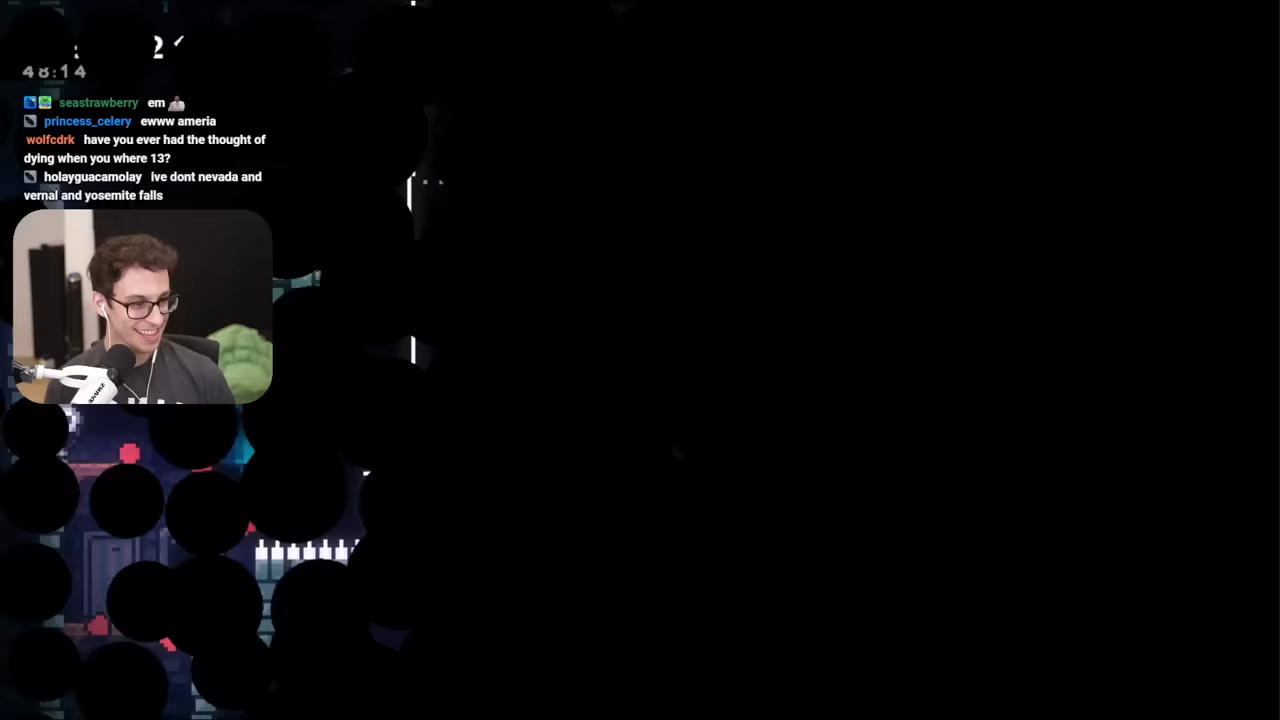 2
48:14
seastrawberry em
princess_celery ewww ameria
wolfcdrk have you ever had the thought of
dying when you where 13?
holayguacamolay ive dont nevada and
vernal and yosemite falls